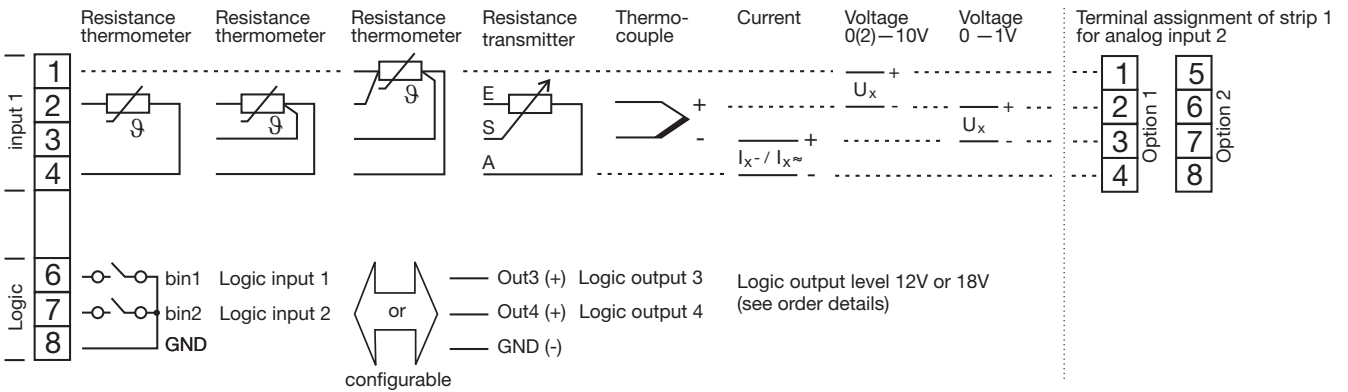 Resistance thermometer
Resistance thermometer
Resistance thermometer
Resistance transmitter
Thermo-couple
Current
Voltage 0(2)—10V
Voltage 0 —1V
Terminal assignment of strip 1 for analog input 2
input 1
1
2
3
4
ϑ
ϑ
ϑ
E
S
A
+
-
+
Ix- / Ix≈
-
+
Ux
-
+
Ux
-
1
2
3
4
Option 1
5
6
7
8
Option 2
Logic
6
7
8
bin1 Logic input 1
bin2 Logic input 2
GND
or
configurable
Out3 (+) Logic output 3
Out4 (+) Logic output 4
GND (-)
Logic output level 12V or 18V
(see order details)